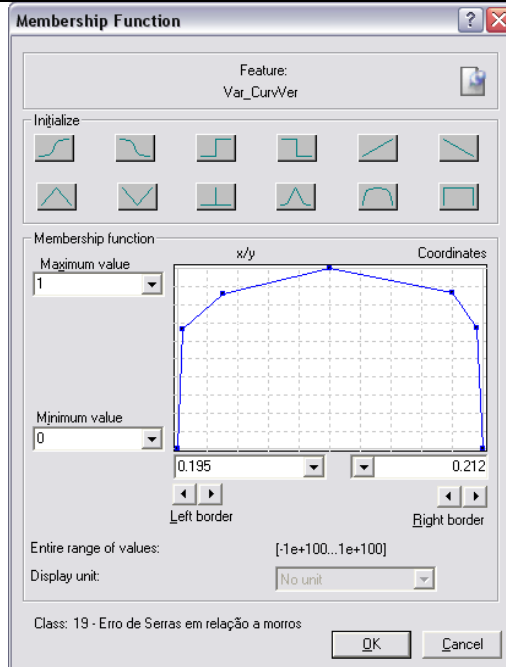 Membership Function
Feature:
Var_CurvVer
Initialize
Membership function
x/y
Coordinates
Maximum value
1
Minimum value
0
0.195
0.212
Left border
Right border
Entire range of values:
[-1e+100...1e+100]
Display unit:
No unit
Class: 19 - Erro de Serras em relação a morros
OK
Cancel